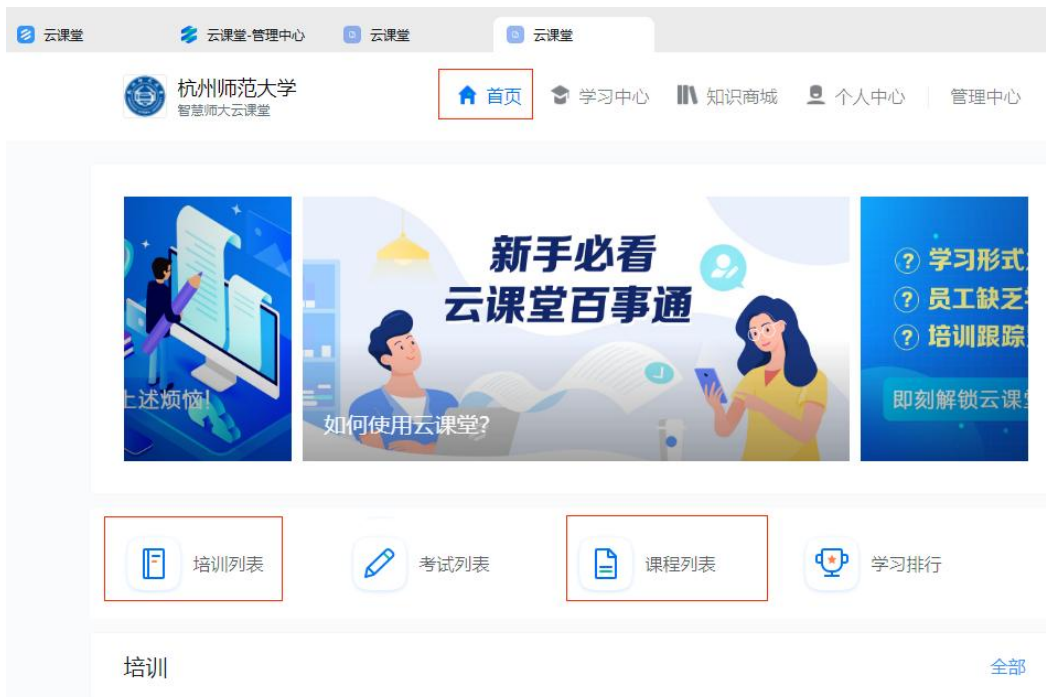 云课堂
云课堂-管理中心
云课堂
云课堂
杭州师范大学
智慧师大云课堂
首页
学习中心
知识商城
个人中心
管理中心
上述烦恼!
新手必看
云课堂百事通
如何使用云课堂?
? 学习形式
? 员工缺乏
? 培训跟踪
即刻解锁云课
培训列表
考试列表
课程列表
学习排行
培训
全部